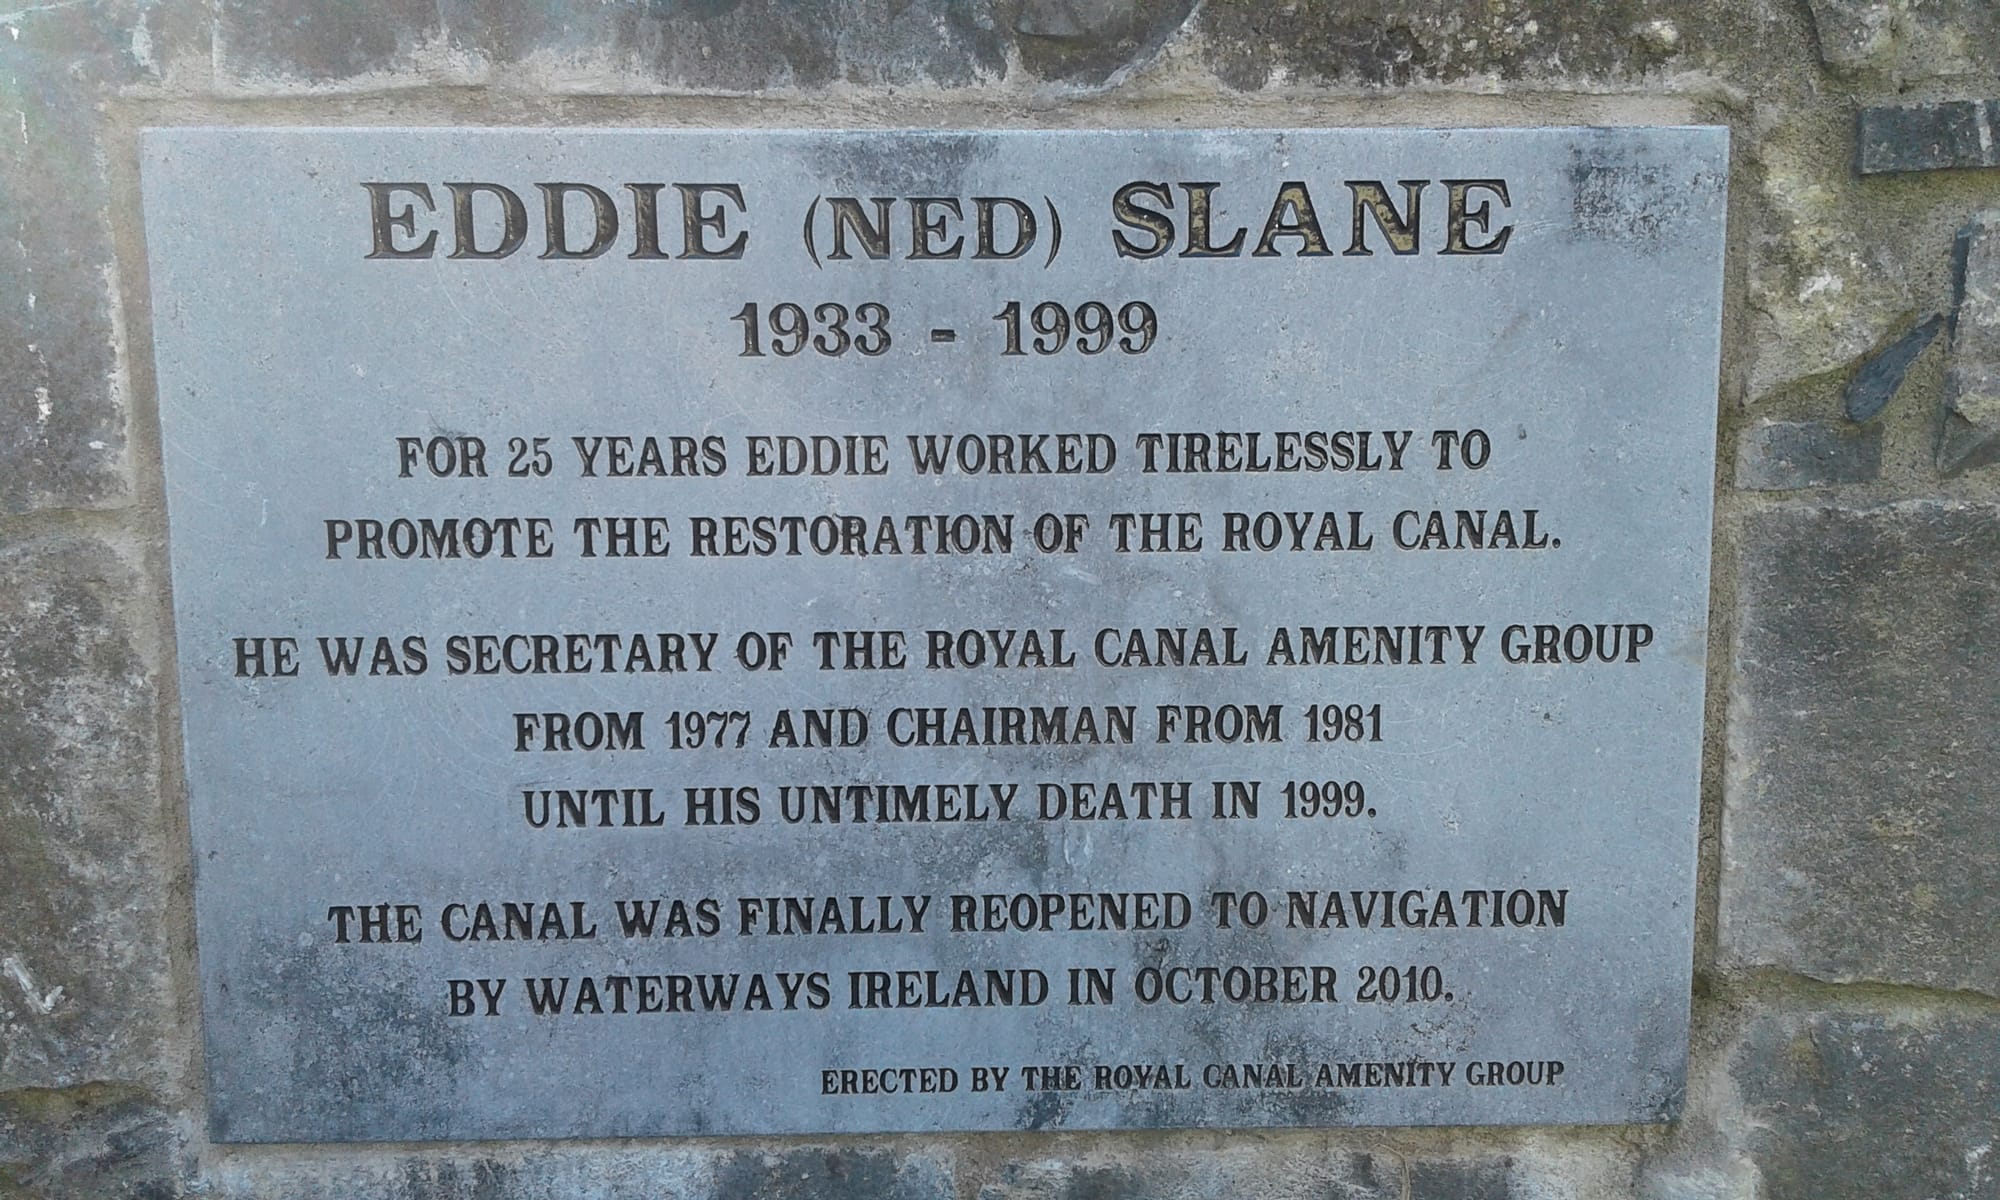 EDDIE (NED) SLANE
1933 - 1999
FOR 25 YEARS EDDIE WORKED TIRELESSLY TO
PROMOTE THE RESTORATION OF THE ROYAL CANAL.
HE WAS SECRETARY OF THE ROYAL CANAL AMENITY GROUP
FROM 1977 AND CHAIRMAN FROM 1981
UNTIL HIS UNTIMELY DEATH IN 1999.
THE CANAL WAS FINALLY REOPENED TO NAVIGATION
BY WATERWAYS IRELAND IN OCTOBER 2010.
ERECTED BY THE ROYAL CANAL AMENITY GROUP